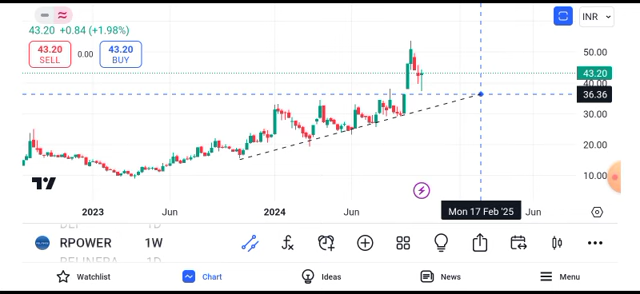 INR
43.20 +0.84 (+1.98%)
43.20 SELL
0.00
43.20 BUY
50.00
43.20
40.00
36.36
30.00
20.00
10.00
2023
Jun
2024
Jun
Mon 17 Feb '25
Jun
RPOWER
1W
Watchlist
Chart
Ideas
News
Menu